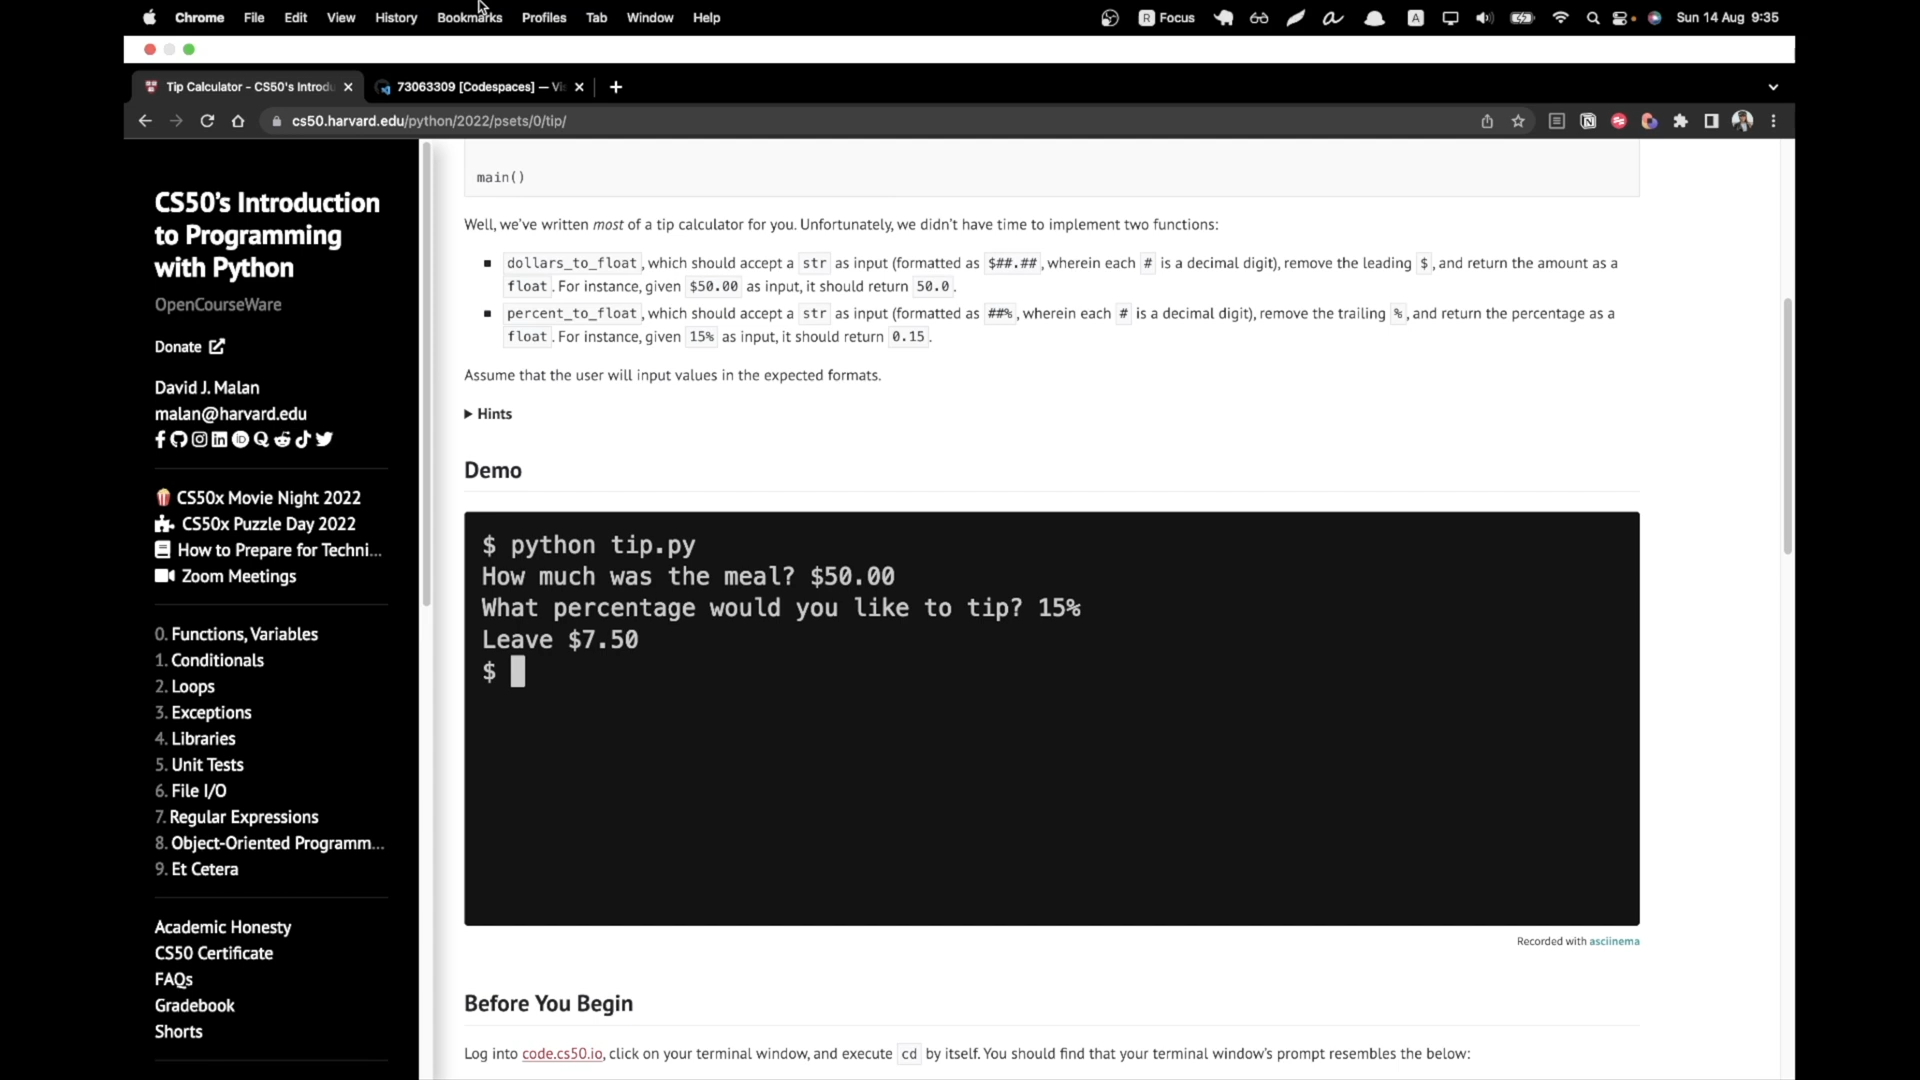 Chrome File Edit View History Bookmarks Profiles Tab Window Help Focus A Sun 14 Aug 9:35
Tip Calculator - CS50's Introdu 73063309 [Codespaces] — Vi
cs50.harvard.edu/python/2022/psets/0/tip/
CS50's Introduction
to Programming
with Python
OpenCourseWare
Donate
David J. Malan
malan@harvard.edu
CS50x Movie Night 2022
CS50x Puzzle Day 2022
How to Prepare for Techni...
Zoom Meetings
0. Functions, Variables
1. Conditionals
2. Loops
3. Exceptions
4. Libraries
5. Unit Tests
6. File I/O
7. Regular Expressions
8. Object-Oriented Programm...
9. Et Cetera
Academic Honesty
CS50 Certificate
FAQs
Gradebook
Shorts
main()
Well, we've written most of a tip calculator for you. Unfortunately, we didn't have time to implement two functions:
dollars_to_float, which should accept a str as input (formatted as $##.##, wherein each # is a decimal digit), remove the leading $, and return the amount as a
float. For instance, given $50.00 as input, it should return 50.0.
percent_to_float, which should accept a str as input (formatted as ##%, wherein each # is a decimal digit), remove the trailing %, and return the percentage as a
float. For instance, given 15% as input, it should return 0.15.
Assume that the user will input values in the expected formats.
Hints
Demo
$ python tip.py
How much was the meal? $50.00
What percentage would you like to tip? 15%
Leave $7.50
$
Recorded with asciinema
Before You Begin
Log into code.cs50.io, click on your terminal window, and execute cd by itself. You should find that your terminal window's prompt resembles the below: